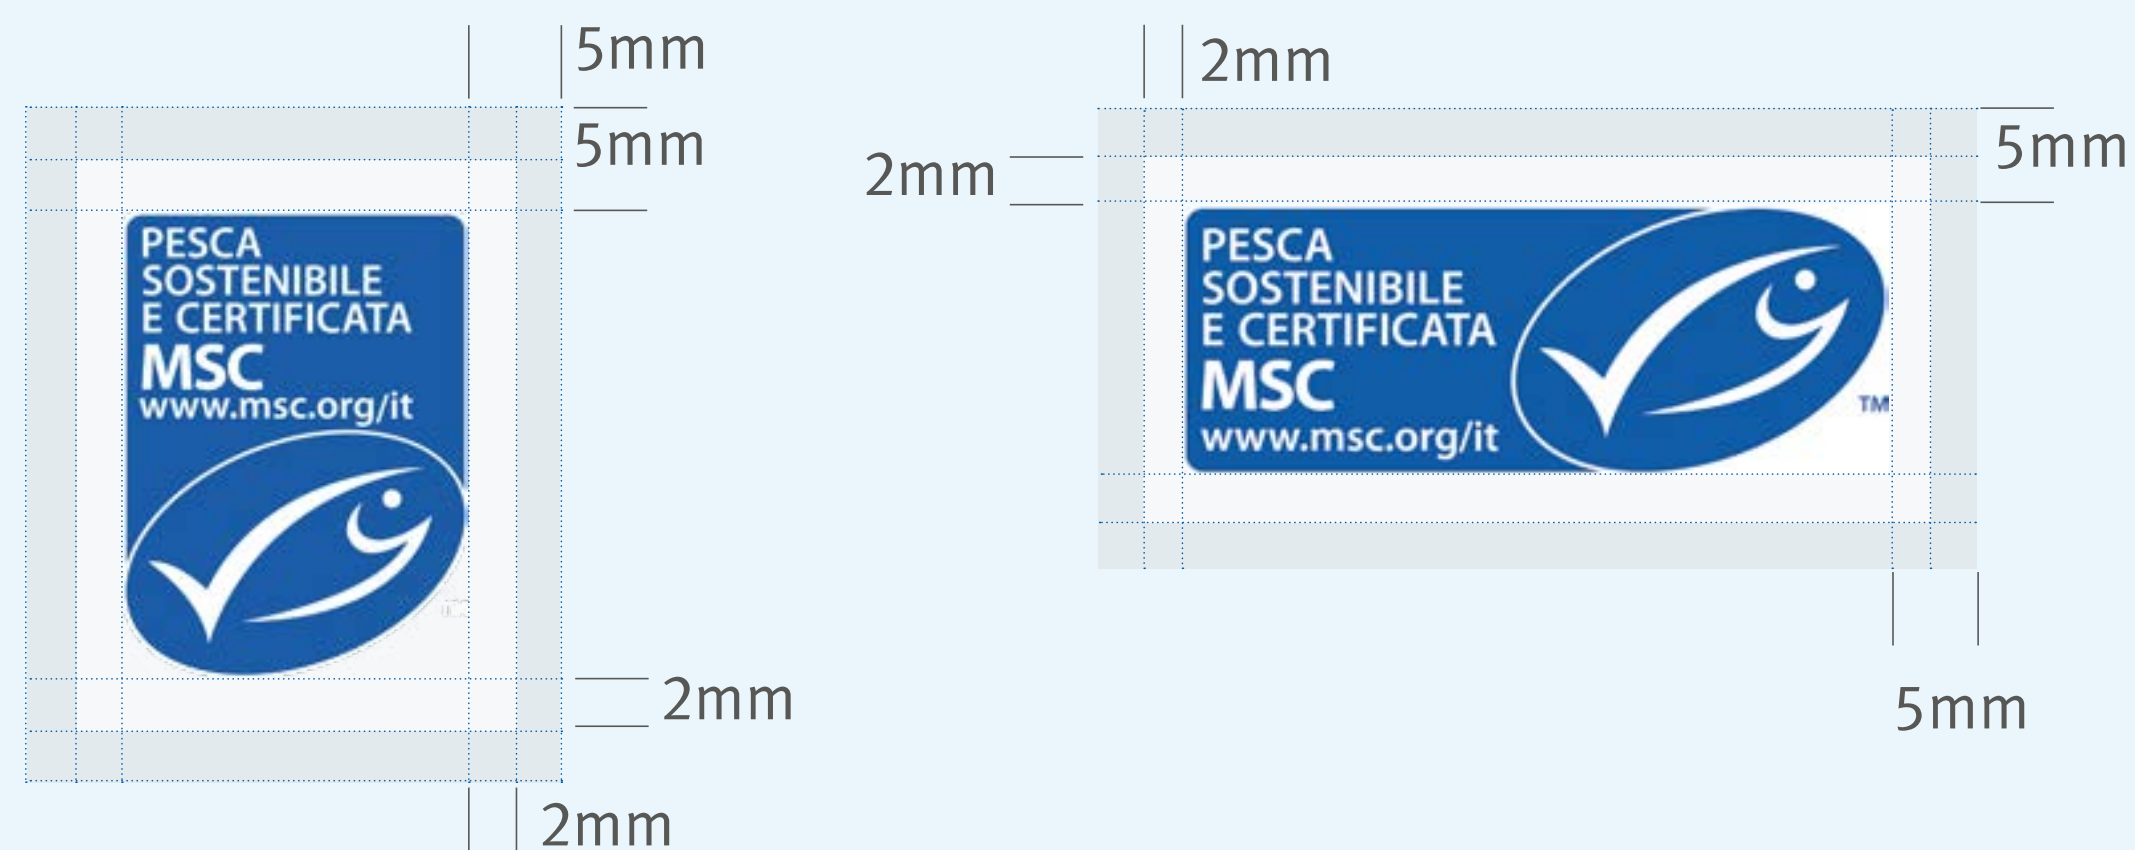 5mm
5mm
PESCA
SOSTENIBILE
E CERTIFICATA
MSC
www.msc.org/it
2mm
2mm
2mm
2mm
5mm
PESCA
SOSTENIBILE
E CERTIFICATA
MSC
www.msc.org/it
TM
5mm